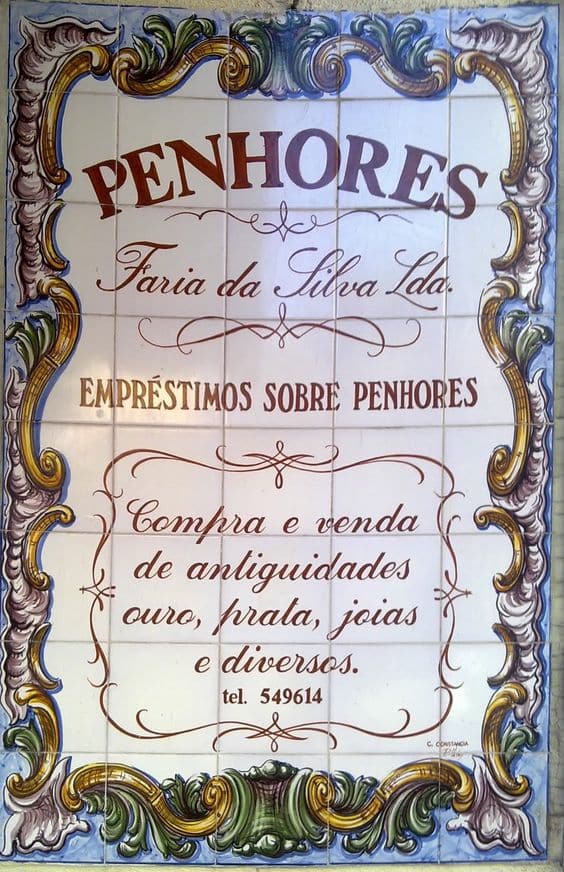 PENHORES
Faria da Silva Lda.
EMPRÉSTIMOS SOBRE PENHORES
Compra e venda
de antiguidades
ouro, prata, joias
e diversos.
tel. 549614
C. CONSTANCIA